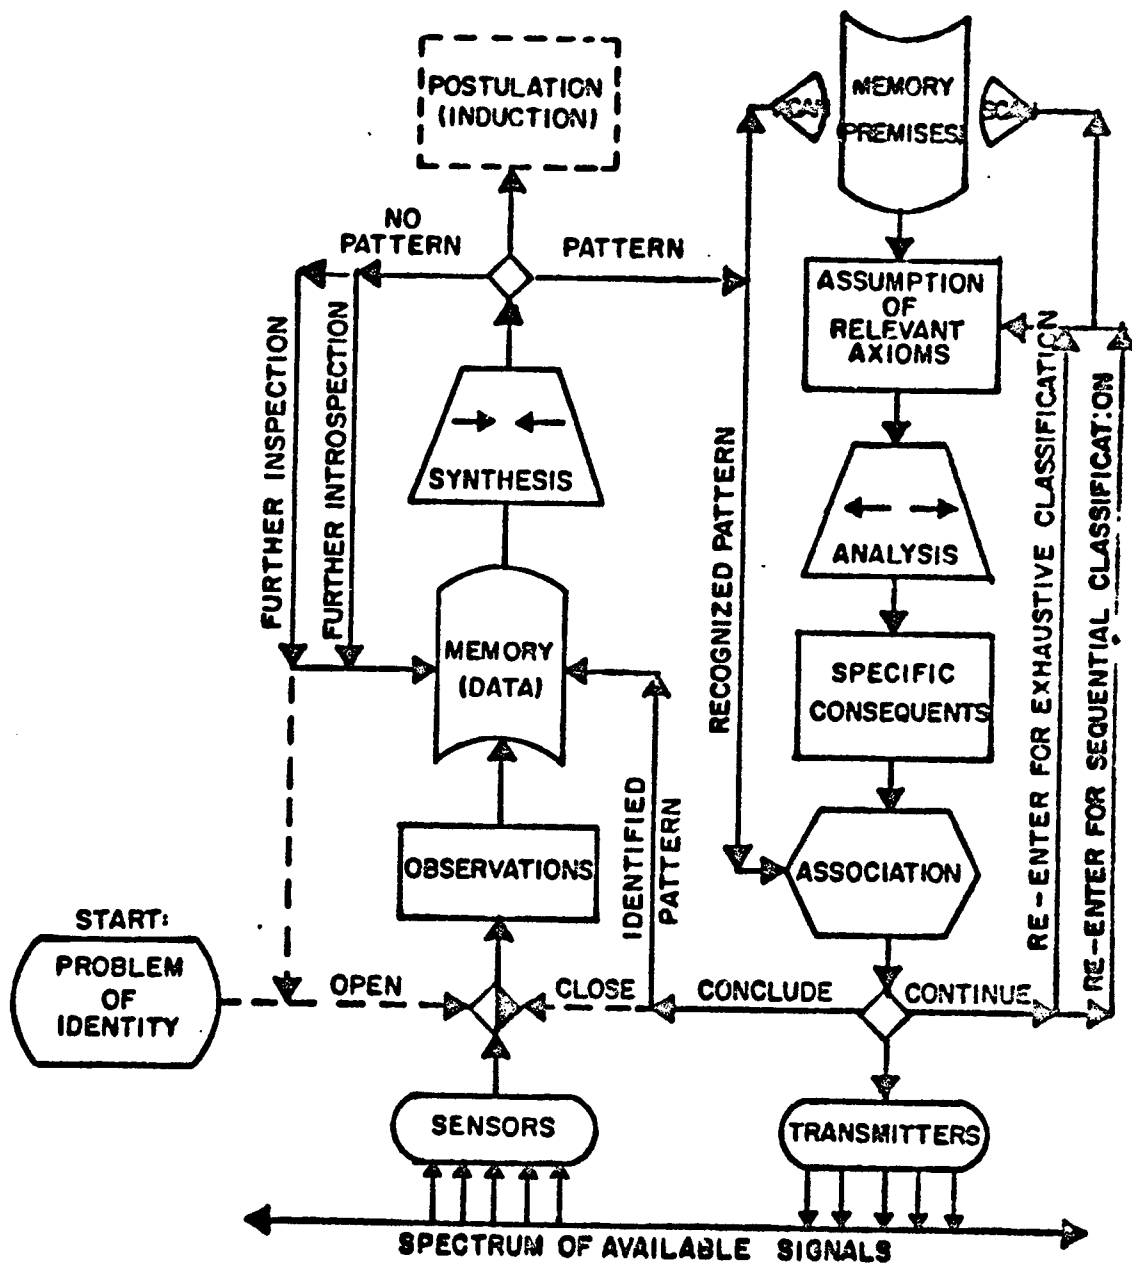 POSTULATION
(INDUCTION)
MEMORY
PREMISES
SCAN
NO
PATTERN
PATTERN
ASSUMPTION
OF
RELEVANT
AXIOMS
FURTHER INSPECTION
FURTHER INTROSPECTION
SYNTHESIS
RECOGNIZED PATTERN
ANALYSIS
RE-ENTER FOR EXHAUSTIVE CLASSIFICATION
RE-ENTER FOR SEQUENTIAL CLASSIFICATION
MEMORY
(DATA)
SPECIFIC
CONSEQUENTS
IDENTIFIED
PATTERN
OBSERVATIONS
ASSOCIATION
START:
PROBLEM
OF
IDENTITY
OPEN
CLOSE
CONCLUDE
CONTINUE
SENSORS
TRANSMITTERS
SPECTRUM OF AVAILABLE SIGNALS